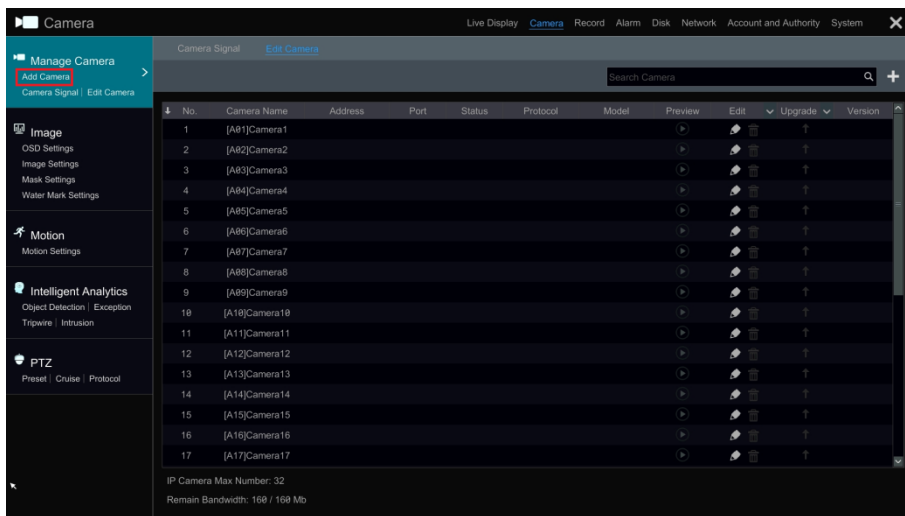 Camera
Live Display Camera Record Alarm Disk Network Account and Authority System
Manage Camera
Add Camera
Camera Signal | Edit Camera
Image
OSD Settings
Image Settings
Mask Settings
Water Mark Settings
Motion
Motion Settings
Intelligent Analytics
Object Detection | Exception
Tripwire | Intrusion
PTZ
Preset | Cruise | Protocol
Camera Signal Edit Camera
Search Camera
No. Camera Name Address Port Status Protocol Model Preview Edit Upgrade Version
1 [A01]Camera1
2 [A02]Camera2
3 [A03]Camera3
4 [A04]Camera4
5 [A05]Camera5
6 [A06]Camera6
7 [A07]Camera7
8 [A08]Camera8
9 [A09]Camera9
10 [A10]Camera10
11 [A11]Camera11
12 [A12]Camera12
13 [A13]Camera13
14 [A14]Camera14
15 [A15]Camera15
16 [A16]Camera16
17 [A17]Camera17
IP Camera Max Number: 32
Remain Bandwidth: 160 / 160 Mb